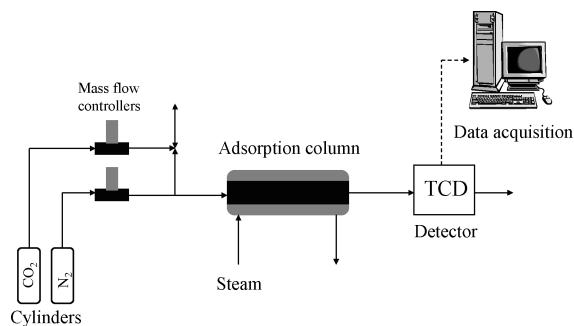 Mass flow
controllers
Data acquisition
Adsorption column
TCD
Detector
Steam
CO₂
N₂
Cylinders